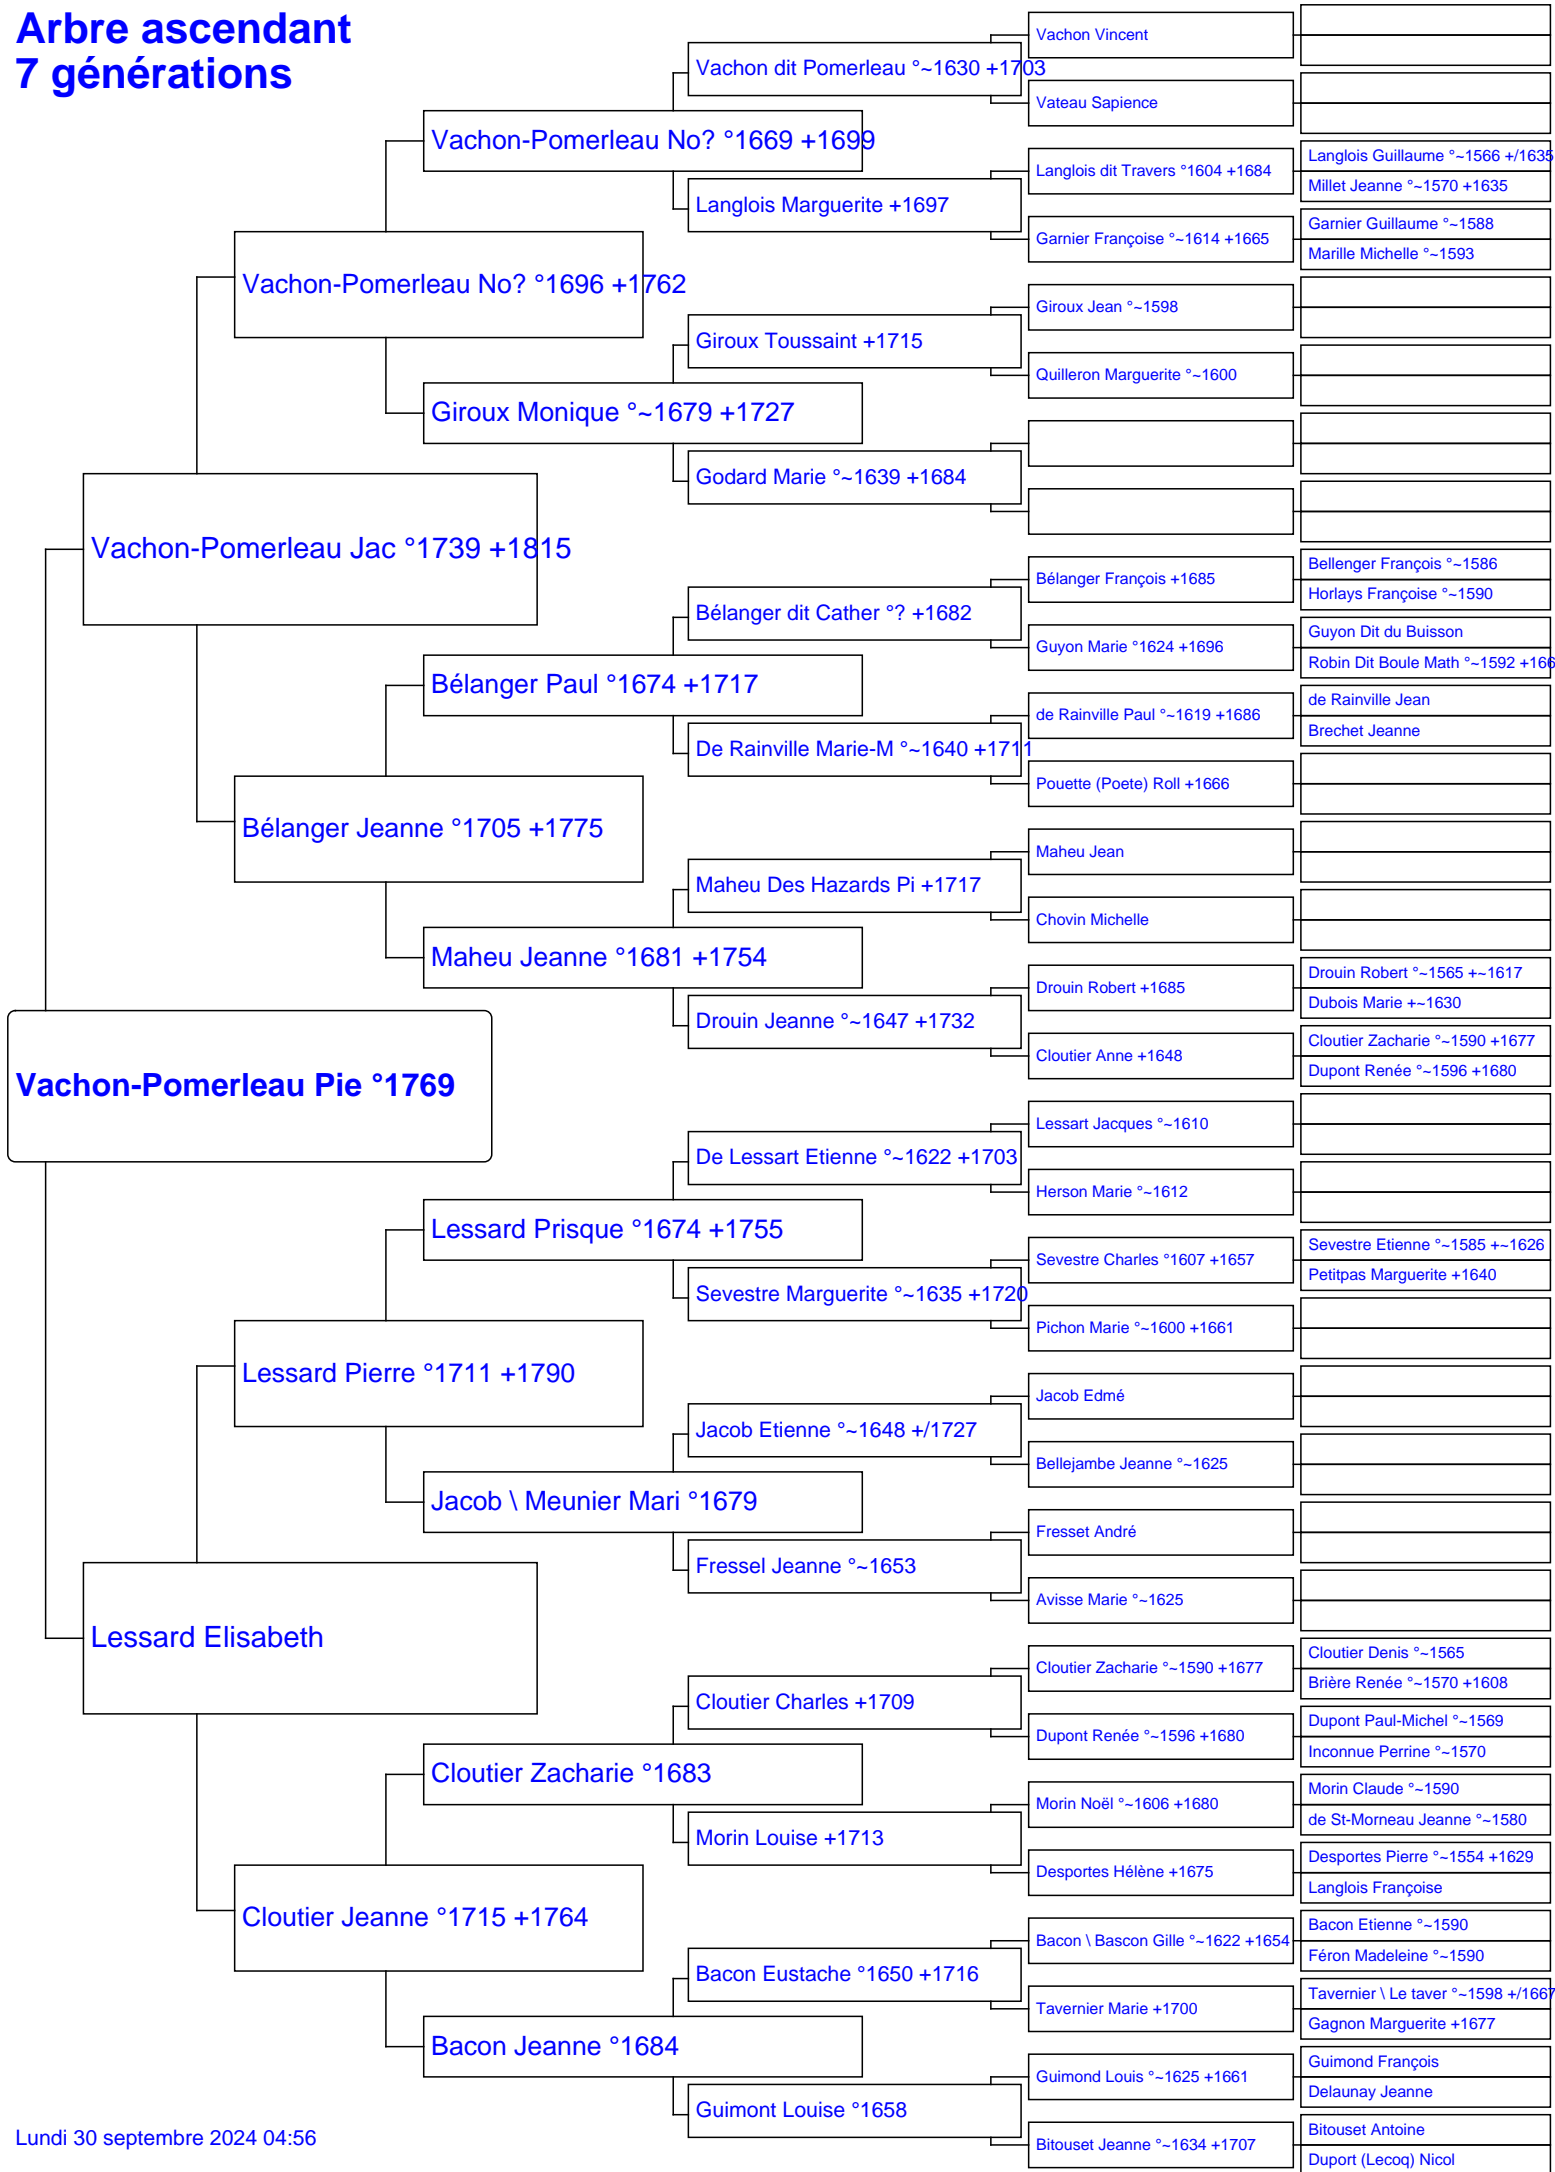 Arbre ascendant
7 générations
Vachon Vincent
Vachon dit Pomerleau °~1630 +1703
Vateau Sapience
Vachon-Pomerleau No? °1669 +1699
Langlois Guillaume °~1566 +/1635
Langlois dit Travers °1604 +1684
Millet Jeanne °~1570 +1635
Langlois Marguerite +1697
Garnier Guillaume °~1588
Garnier Françoise °~1614 +1665
Marille Michelle °~1593
Vachon-Pomerleau No? °1696 +1762
Giroux Jean °~1598
Giroux Toussaint +1715
Quilleron Marguerite °~1600
Giroux Monique °~1679 +1727
Godard Marie °~1639 +1684
Vachon-Pomerleau Jac °1739 +1815
Bellenger François °~1586
Bélanger François +1685
Horlays Françoise °~1590
Bélanger dit Cather °? +1682
Guyon Dit du Buisson
Guyon Marie °1624 +1696
Robin Dit Boule Math °~1592 +166
Bélanger Paul °1674 +1717
de Rainville Jean
de Rainville Paul °~1619 +1686
Brechet Jeanne
De Rainville Marie-M °~1640 +1711
Pouette (Poete) Roll +1666
Bélanger Jeanne °1705 +1775
Maheu Jean
Maheu Des Hazards Pi +1717
Chovin Michelle
Maheu Jeanne °1681 +1754
Drouin Robert °~1565 +~1617
Drouin Robert +1685
Dubois Marie +~1630
Drouin Jeanne °~1647 +1732
Cloutier Zacharie °~1590 +1677
Cloutier Anne +1648
Dupont Renée °~1596 +1680
Vachon-Pomerleau Pie °1769
Lessart Jacques °~1610
De Lessart Etienne °~1622 +1703
Herson Marie °~1612
Lessard Prisque °1674 +1755
Sevestre Etienne °~1585 +~1626
Sevestre Charles °1607 +1657
Petitpas Marguerite +1640
Sevestre Marguerite °~1635 +1720
Pichon Marie °~1600 +1661
Lessard Pierre °1711 +1790
Jacob Edmé
Jacob Etienne °~1648 +/1727
Bellejambe Jeanne °~1625
Jacob \ Meunier Mari °1679
Fresset André
Fressel Jeanne °~1653
Avisse Marie °~1625
Lessard Elisabeth
Cloutier Denis °~1565
Cloutier Zacharie °~1590 +1677
Brière Renée °~1570 +1608
Cloutier Charles +1709
Dupont Paul-Michel °~1569
Dupont Renée °~1596 +1680
Inconnue Perrine °~1570
Cloutier Zacharie °1683
Morin Claude °~1590
Morin Noël °~1606 +1680
de St-Morneau Jeanne °~1580
Morin Louise +1713
Desportes Pierre °~1554 +1629
Desportes Hélène +1675
Langlois Françoise
Cloutier Jeanne °1715 +1764
Bacon Etienne °~1590
Bacon \ Bascon Gille °~1622 +1654
Féron Madeleine °~1590
Bacon Eustache °1650 +1716
Tavernier \ Le taver °~1598 +/1667
Tavernier Marie +1700
Gagnon Marguerite +1677
Bacon Jeanne °1684
Guimond François
Guimond Louis °~1625 +1661
Delaunay Jeanne
Guimont Louise °1658
Bitouset Antoine
Bitouset Jeanne °~1634 +1707
Duport (Lecoq) Nicol
Lundi 30 septembre 2024 04:56